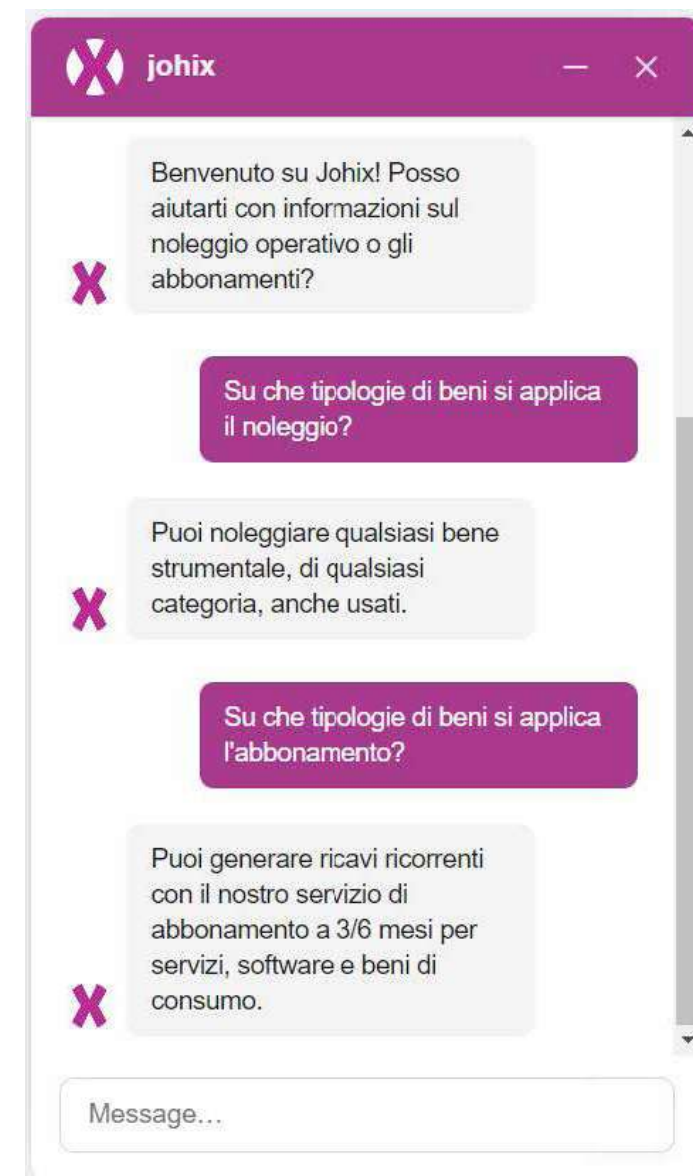 johix
Benvenuto su Johix! Posso
aiutarti con informazioni sul
noleggio operativo o gli
abbonamenti?
Su che tipologie di beni si applica
il noleggio?
Puoi noleggiare qualsiasi bene
strumentale, di qualsiasi
categoria, anche usati.
Su che tipologie di beni si applica
l'abbonamento?
Puoi generare ricavi ricorrenti
con il nostro servizio di
abbonamento a 3/6 mesi per
servizi, software e beni di
consumo.
Message...